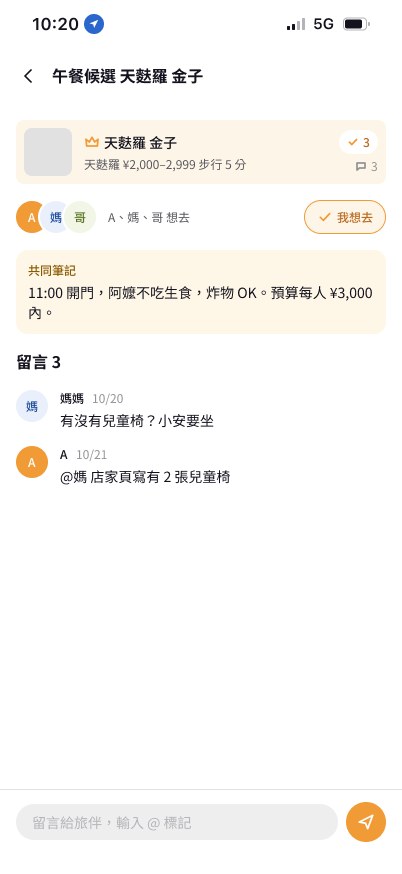 10:20
5G
午餐候選 天麩羅 金子
天麩羅 金子
3
天麩羅 ¥2,000–2,999 步行 5 分
3
A
媽
哥
A、媽、哥 想去
我想去
共同筆記
11:00 開門，阿嬤不吃生食，炸物 OK。預算每人 ¥3,000
內。
留言 3
媽
媽媽 10/20
有沒有兒童椅？小安要坐
A
A 10/21
@媽 店家頁寫有 2 張兒童椅
留言給旅伴，輸入 @ 標記